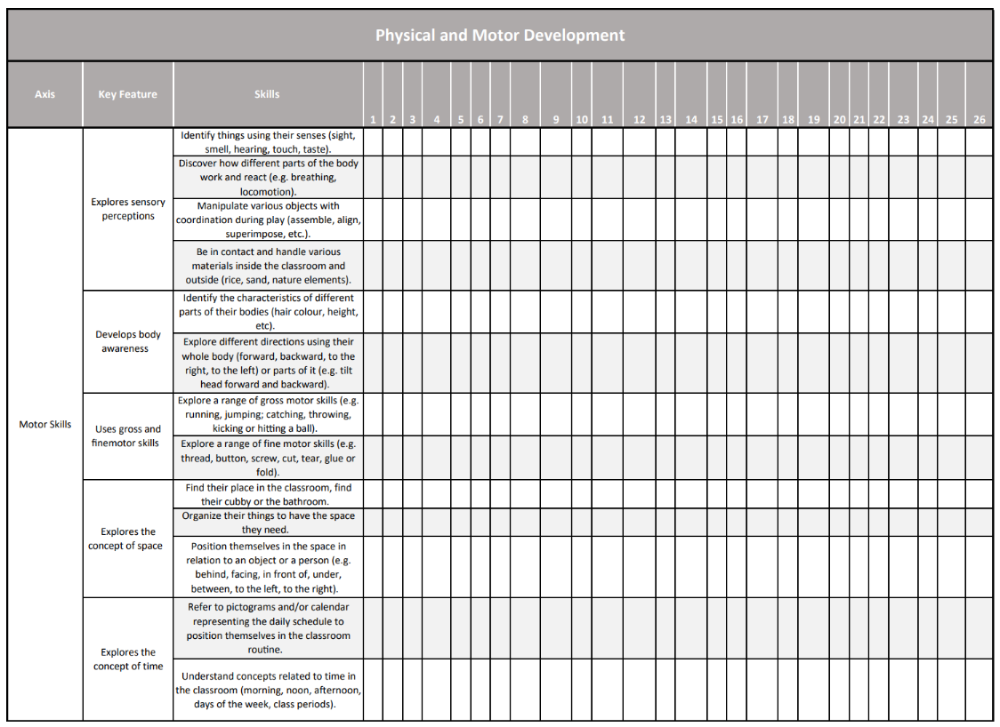 Physical and Motor Development
Axis Key Feature Skills 1 2 3 4 5 6 7 8 9 10 11 12 13 14 15 16 17 18 19 20 21 22 23 24 25 26
Motor Skills
Explores sensory
perceptions
Identify things using their senses (sight,
smell, hearing, touch, taste).
Discover how different parts of the body
work and react (e.g. breathing,
locomotion).
Manipulate various objects with
coordination during play (assemble, align,
superimpose, etc.).
Be in contact and handle various
materials inside the classroom and
outside (rice, sand, nature elements).
Develops body
awareness
Identify the characteristics of different
parts of their bodies (hair colour, height,
etc).
Explore different directions using their
whole body (forward, backward, to the
right, to the left) or parts of it (e.g. tilt
head forward and backward).
Uses gross and
finemotor skills
Explore a range of gross motor skills (e.g.
running, jumping; catching, throwing,
kicking or hitting a ball).
Explore a range of fine motor skills (e.g.
thread, button, screw, cut, tear, glue or
fold).
Explores the
concept of space
Find their place in the classroom, find
their cubby or the bathroom.
Organize their things to have the space
they need.
Position themselves in the space in
relation to an object or a person (e.g.
behind, facing, in front of, under,
between, to the left, to the right).
Explores the
concept of time
Refer to pictograms and/or calendar
representing the daily schedule to
position themselves in the classroom
routine.
Understand concepts related to time in
the classroom (morning, noon, afternoon,
days of the week, class periods).